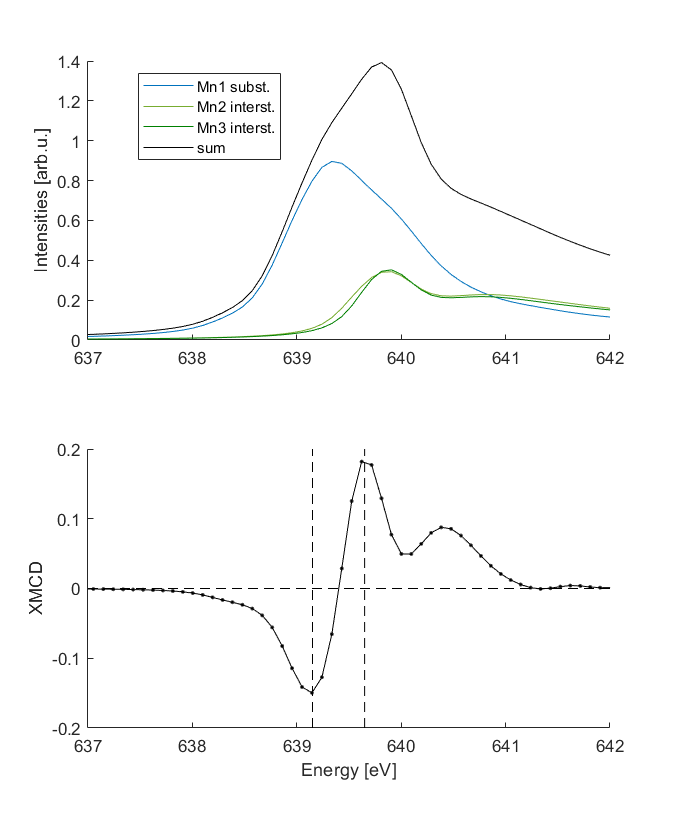 1.4
1.2
1
0.8
0.6
0.4
0.2
0
Intensities [arb.u.]
Mn1 subst.
Mn2 interst.
Mn3 interst.
sum
637 638 639 640 641 642
0.2
0.1
0
-0.1
-0.2
XMCD
637 638 639 640 641 642
Energy [eV]